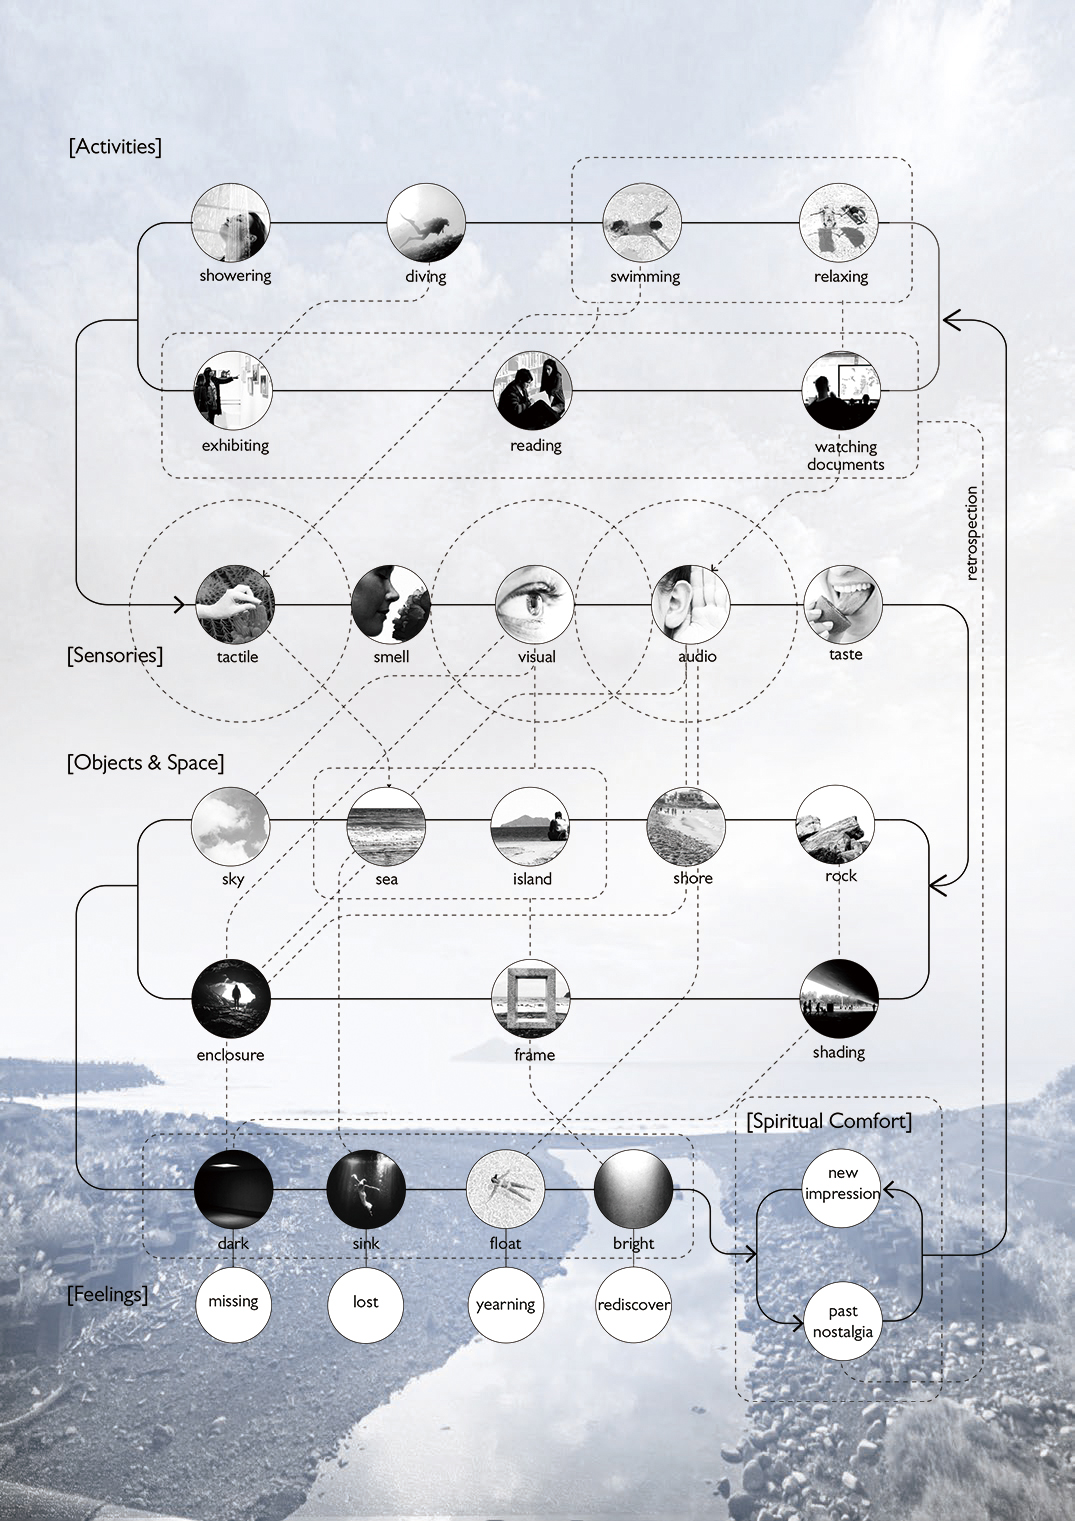 [Activities]
showering
diving
swimming
relaxing
exhibiting
reading
watching
documents
retrospection
[Sensories]
tactile
smell
visual
audio
taste
[Objects & Space]
sky
sea
island
shore
rock
enclosure
frame
shading
[Spiritual Comfort]
new
impression
past
nostalgia
dark
sink
float
bright
[Feelings]
missing
lost
yearning
rediscover